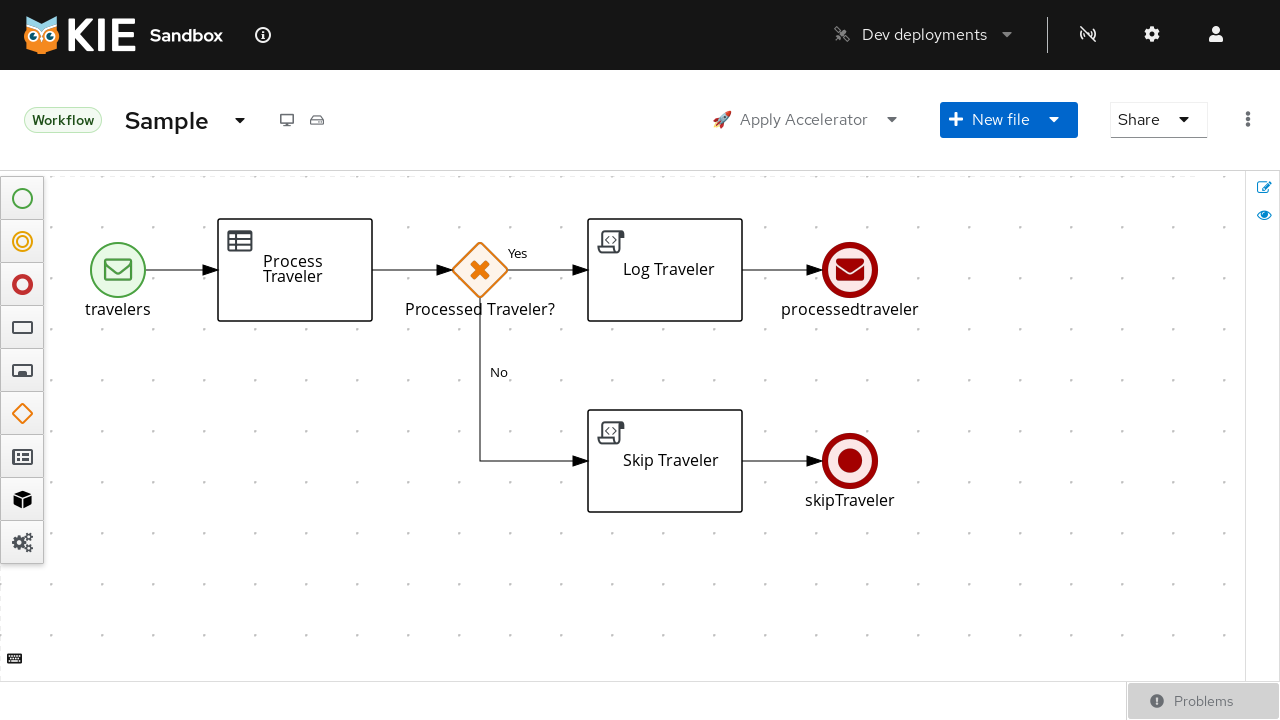 KIE Sandbox
Dev deployments
Workflow
Sample
🚀 Apply Accelerator
New file
Share
travelers
Process
Traveler
Processed Traveler?
Yes
No
Log Traveler
processedtraveler
Skip Traveler
skipTraveler
Problems